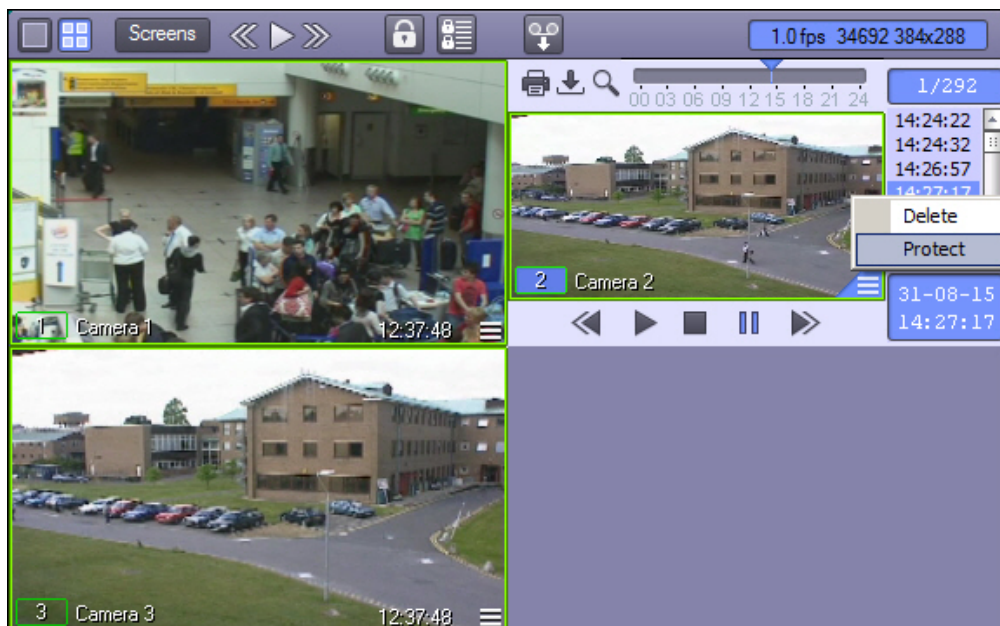 Screens
1.0 fps 34692 384x288
00 03 06 09 12 15 18 21 24
1/292
14:24:22
14:24:32
14:26:57
14:27:17
Delete
Protect
31-08-15
14:27:17
1 Camera 1 12:37:48
2 Camera 2
3 Camera 3 12:37:48